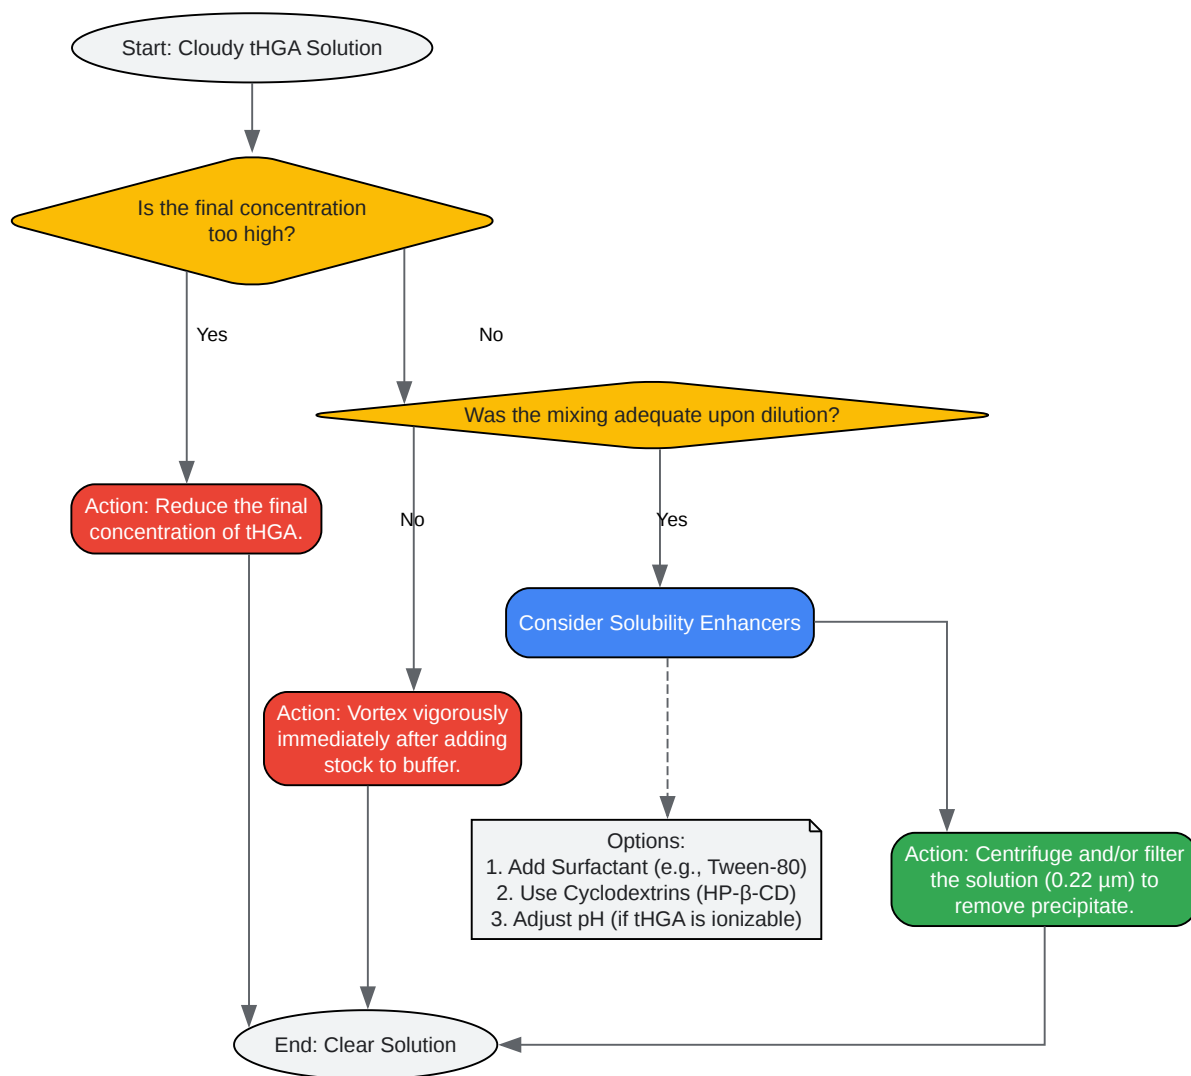 Start: Cloudy tHGA Solution
Is the final concentration
too high?
Yes
No
Was the mixing adequate upon dilution?
Action: Reduce the final
concentration of tHGA.
No
Yes
Consider Solubility Enhancers
Action: Vortex vigorously
immediately after adding
stock to buffer.
Options:
1. Add Surfactant (e.g., Tween-80)
2. Use Cyclodextrins (HP-β-CD)
3. Adjust pH (if tHGA is ionizable)
Action: Centrifuge and/or filter
the solution (0.22 µm) to
remove precipitate.
End: Clear Solution